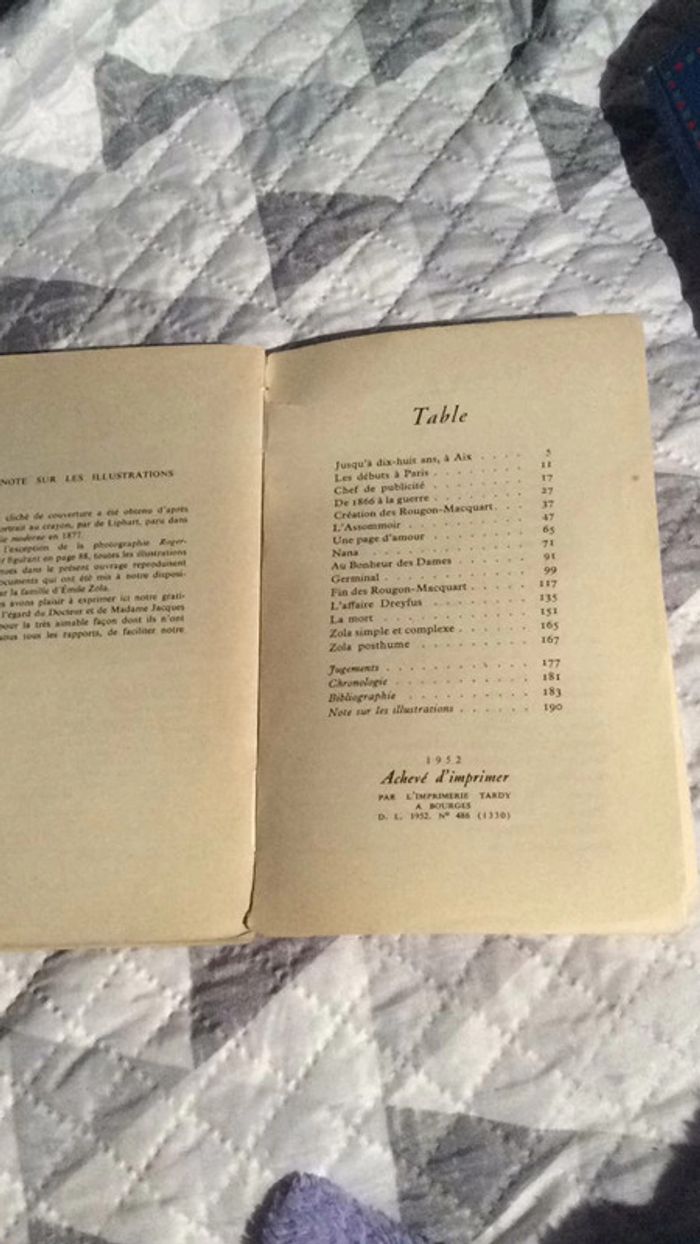 NOTE SUR LES ILLUSTRATIONS
cliché de couverture a été obtenu d'après
portrait au crayon, par de Liphart, paru dans
moderne en 1877.
l'exception de la photographie Roger-
figurant en page 88, toutes les illustrations
dans le présent ouvrage reproduisent
documents qui ont été mis à notre disposi-
la famille d'Émile Zola.
avons plaisir à exprimer ici notre grati-
l'égard du Docteur et de Madame Jacques
pour la très aimable façon dont ils n'ont
sous tous les rapports, de faciliter notre
Table
Jusqu'à dix-huit ans, à Aix . . . . 5
Les débuts à Paris . . . . . . . 11
Chef de publicité . . . . . . . 17
De 1866 à la guerre . . . . . . . 27
Création des Rougon-Macquart . . 37
L'Assommoir . . . . . . . . . 47
Une page d'amour . . . . . . . 65
Nana . . . . . . . . . . . . 71
Au Bonheur des Dames . . . . . . 91
Germinal . . . . . . . . . . 99
Fin des Rougon-Macquart . . . . . 117
L'affaire Dreyfus . . . . . . . 135
La mort . . . . . . . . . . . 151
Zola simple et complexe . . . . . . 165
Zola posthume . . . . . . . . . 167
Jugements . . . . . . . . . . 177
Chronologie . . . . . . . . . . 181
Bibliographie . . . . . . . . . 183
Note sur les illustrations . . . . . . 190
1952
Achevé d'imprimer
PAR L'IMPRIMERIE TARDY
A BOURGES
D. L. 1952. Nº 486 (1330)